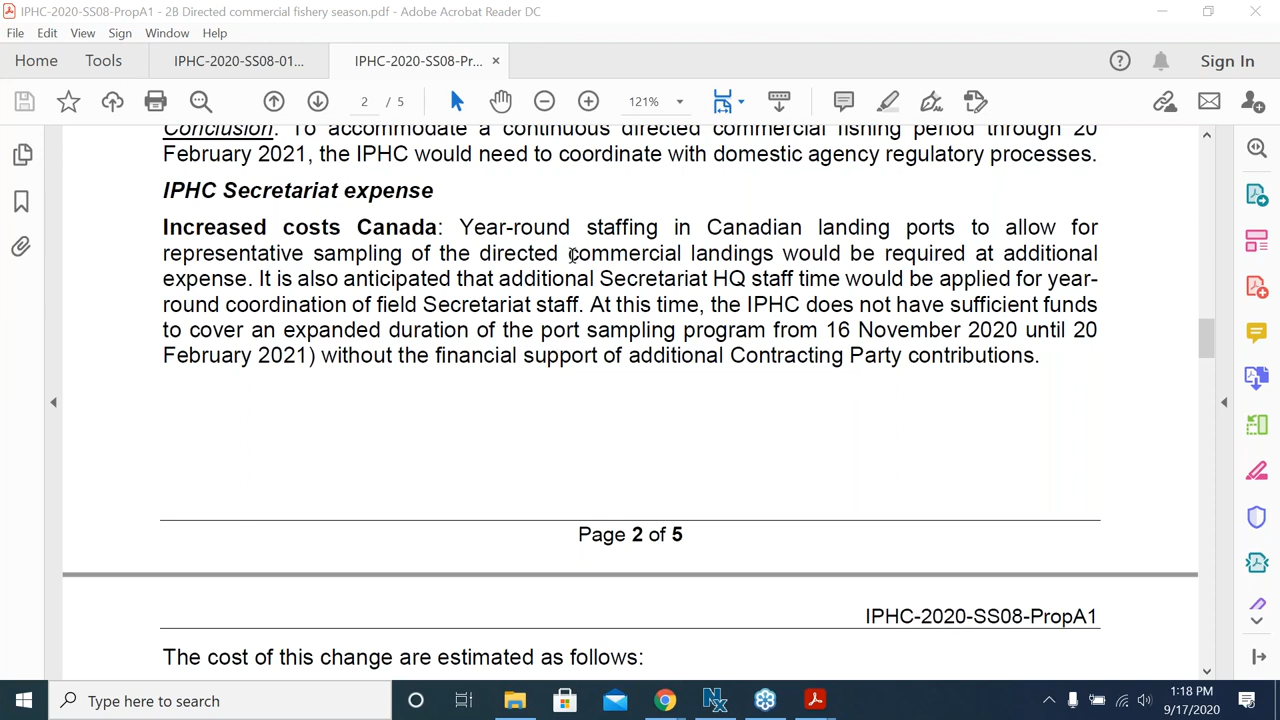 IPHC-2020-SS08-PropA1 - 2B Directed commercial fishery season.pdf - Adobe Acrobat Reader DC
File Edit View Sign Window Help
Home Tools IPHC-2020-SS08-01... IPHC-2020-SS08-Pr... × Sign In
2 / 5 121%
Conclusion: To accommodate a continuous directed commercial fishing period through 20
February 2021, the IPHC would need to coordinate with domestic agency regulatory processes.
IPHC Secretariat expense
Increased costs Canada: Year-round staffing in Canadian landing ports to allow for
representative sampling of the directed commercial landings would be required at additional
expense. It is also anticipated that additional Secretariat HQ staff time would be applied for year-
round coordination of field Secretariat staff. At this time, the IPHC does not have sufficient funds
to cover an expanded duration of the port sampling program from 16 November 2020 until 20
February 2021) without the financial support of additional Contracting Party contributions.
Page 2 of 5
IPHC-2020-SS08-PropA1
The cost of this change are estimated as follows:
Type here to search
1:18 PM
9/17/2020